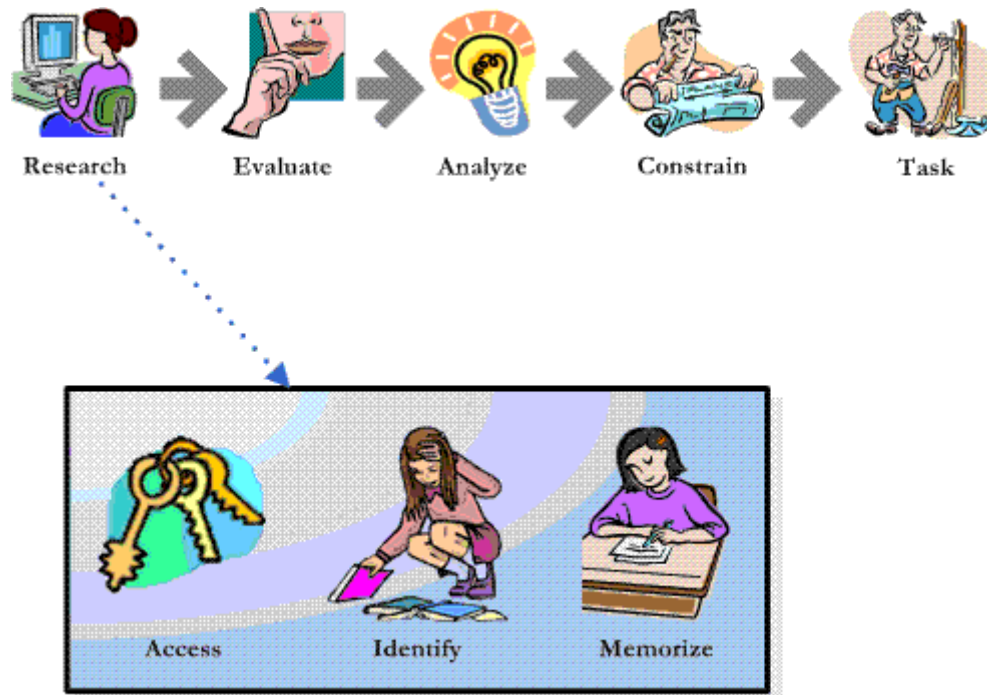 Research Evaluate Analyze Constrain Task
Access Identify Memorize